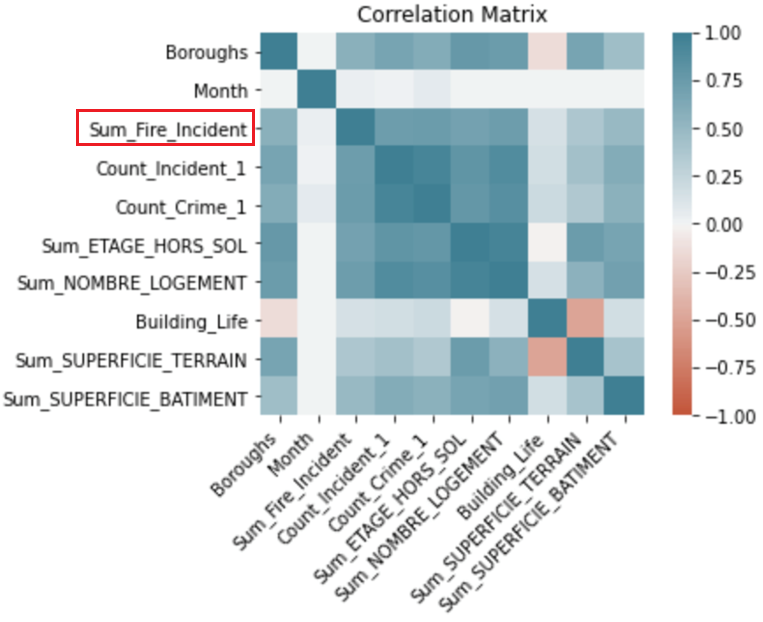 Correlation Matrix
Boroughs
Month
Sum_Fire_Incident
Count_Incident_1
Count_Crime_1
Sum_ETAGE_HORS_SOL
Sum_NOMBRE_LOGEMENT
Building_Life
Sum_SUPERFICIE_TERRAIN
Sum_SUPERFICIE_BATIMENT
Boroughs
Month
Sum_Fire_Incident
Count_Incident_1
Count_Crime_1
Sum_ETAGE_HORS_SOL
Sum_NOMBRE_LOGEMENT
Building_Life
Sum_SUPERFICIE_TERRAIN
Sum_SUPERFICIE_BATIMENT
1.00
0.75
0.50
0.25
0.00
−0.25
−0.50
−0.75
−1.00